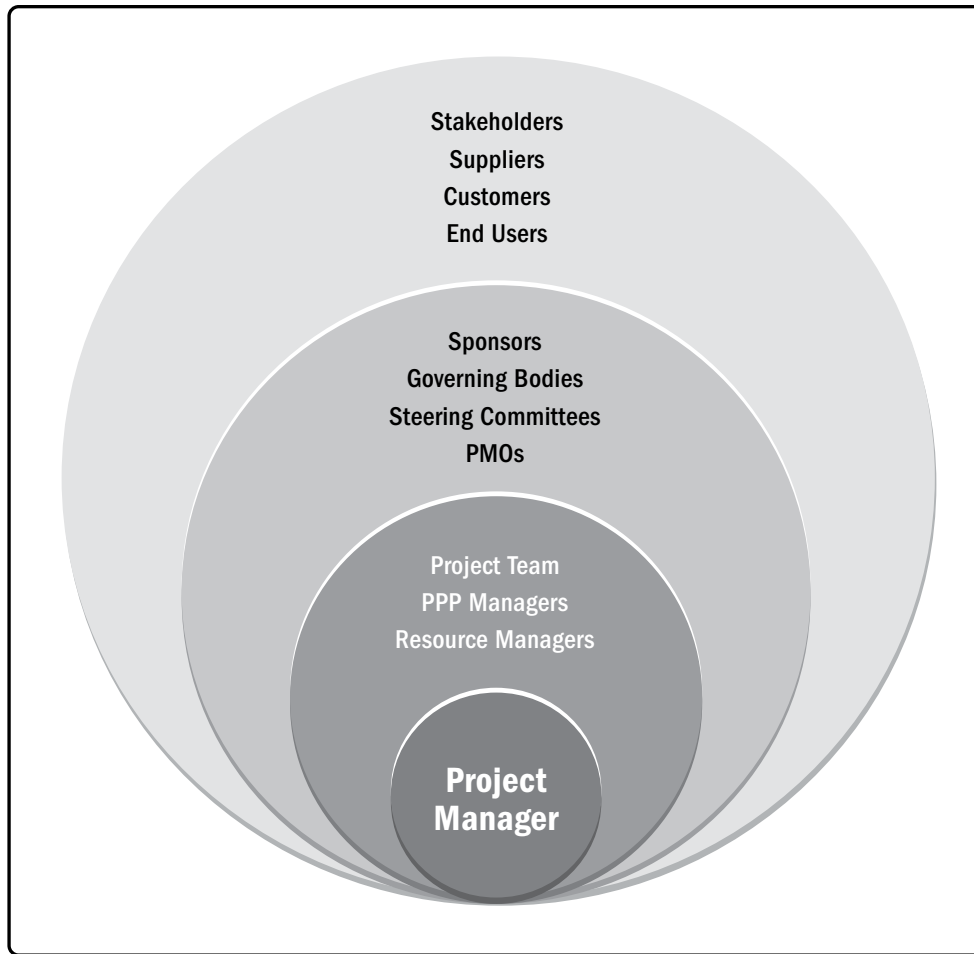 Stakeholders
Suppliers
Customers
End Users
Sponsors
Governing Bodies
Steering Committees
PMOs
Project Team
PPP Managers
Resource Managers
Project
Manager